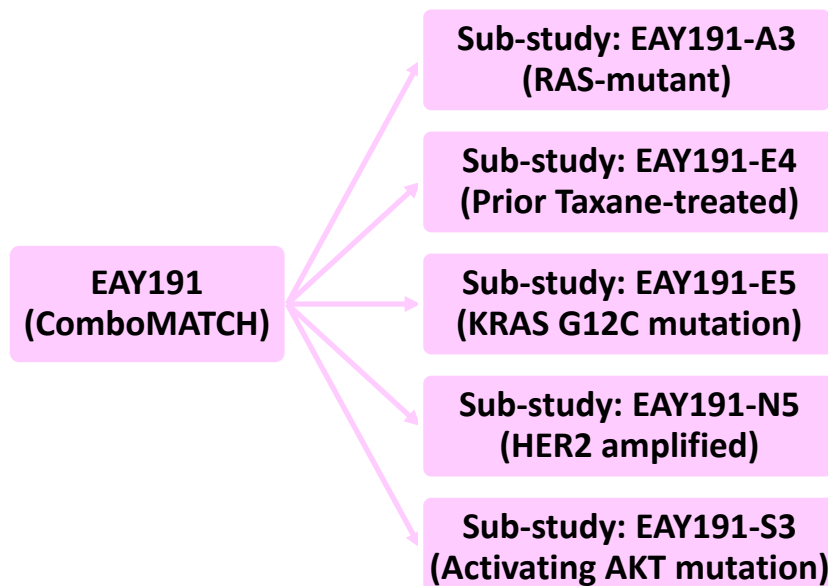 Sub-study: EAY191-A3
(RAS-mutant)
Sub-study: EAY191-E4
(Prior Taxane-treated)
EAY191
(ComboMATCH)
Sub-study: EAY191-E5
(KRAS G12C mutation)
Sub-study: EAY191-N5
(HER2 amplified)
Sub-study: EAY191-S3
(Activating AKT mutation)